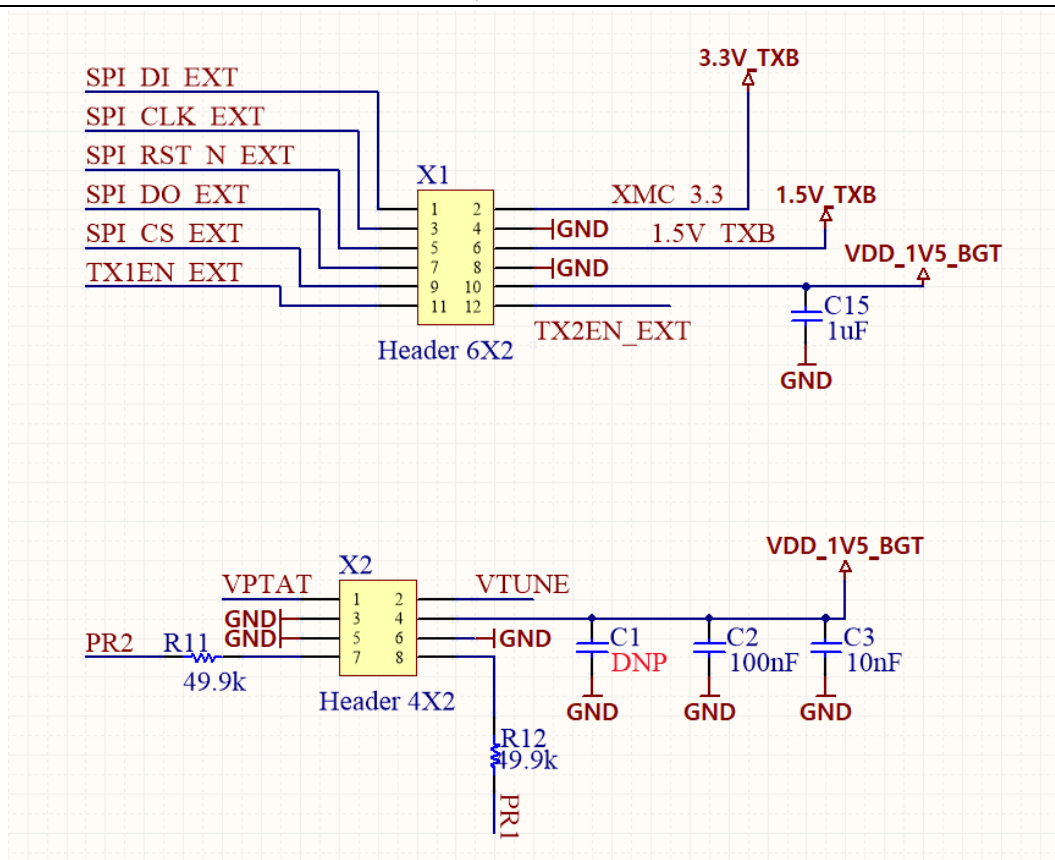 3.3V_TXB
SPI DI EXT
SPI CLK EXT
SPI RST N EXT
X1
SPI DO EXT
XMC 3.3
1.5V_TXB
1 2
3 4
GND
SPI CS EXT
5 6
1.5V TXB
VDD_1V5_BGT
7 8
GND
TX1EN EXT
9 10
11 12
C15
TX2EN_EXT
1uF
Header 6X2
GND
VDD_1V5_BGT
X2
VPTAT
VTUNE
1 2
GND
3 4
GND
5 6
GND
C1
C2
C3
PR2
R11
7 8
DNP
100nF
10nF
49.9k
Header 4X2
GND
GND
GND
R12
49.9k
PR1